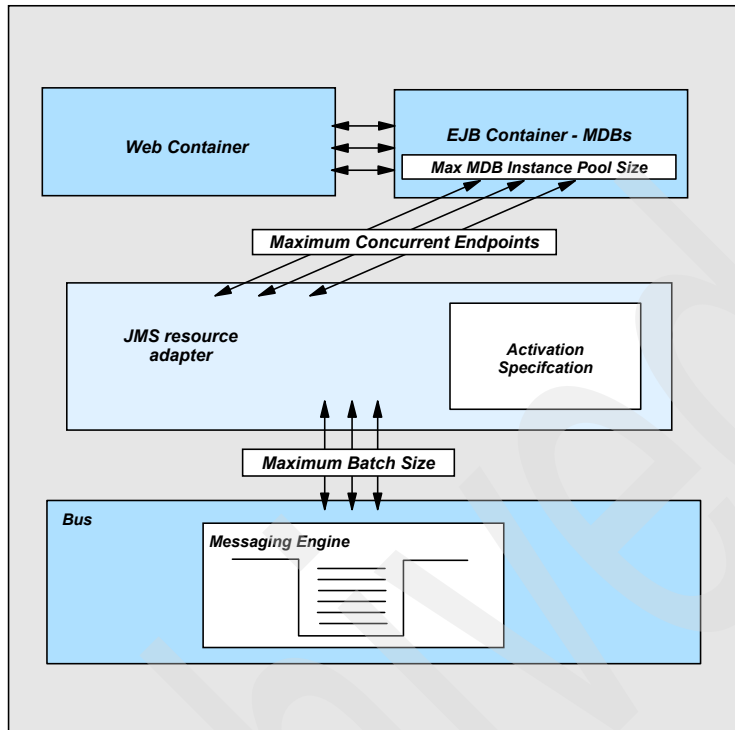 Web Container
EJB Container - MDBs
Max MDB Instance Pool Size
Maximum Concurrent Endpoints
JMS resource
adapter
Activation
Specifcation
Maximum Batch Size
Bus
Messaging Engine